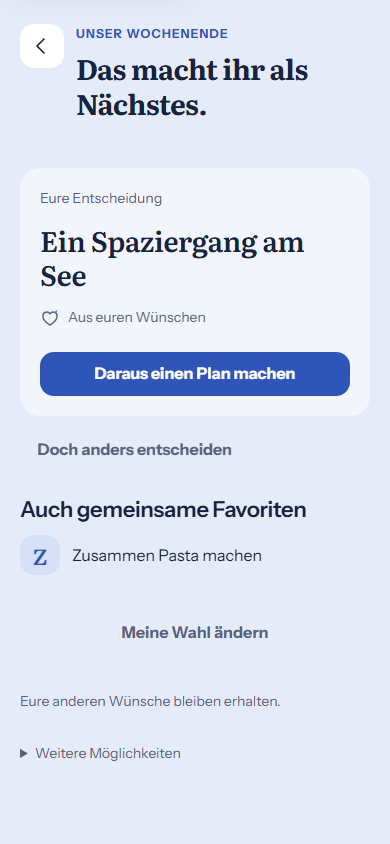 UNSER WOCHENENDE
Das macht ihr als
Nächstes.
Eure Entscheidung
Ein Spaziergang am
See
Aus euren Wünschen
Daraus einen Plan machen
Doch anders entscheiden
Auch gemeinsame Favoriten
Z
Zusammen Pasta machen
Meine Wahl ändern
Eure anderen Wünsche bleiben erhalten.
Weitere Möglichkeiten